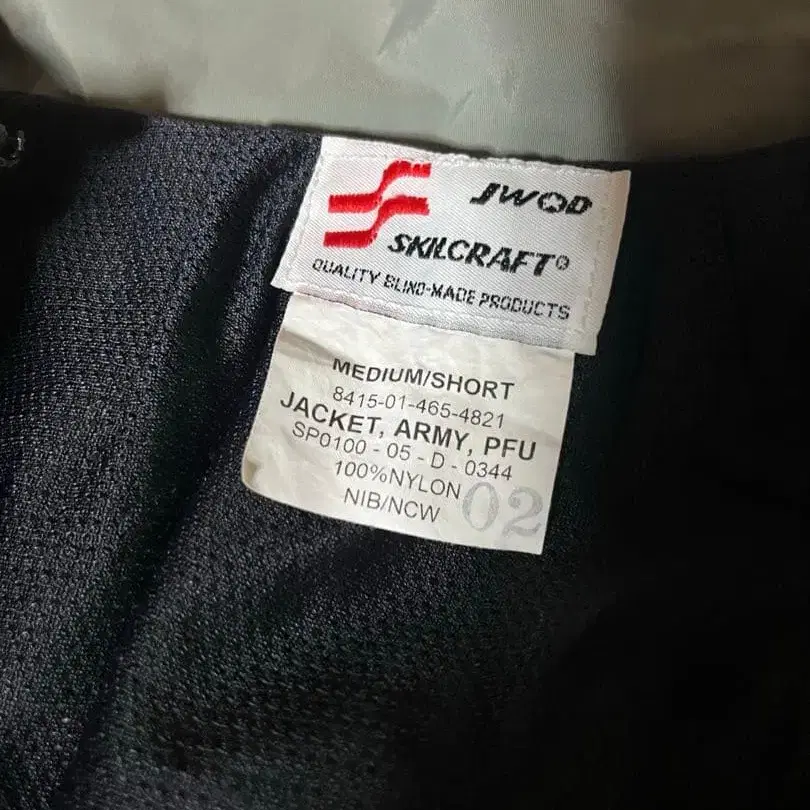 JWOD
SKILCRAFT®
QUALITY BLIND-MADE PRODUCTS
MEDIUM/SHORT
8415-01-465-4821
JACKET, ARMY, PFU
SP0100 - 05 - D - 0344
100%NYLON
NIB/NCW 02